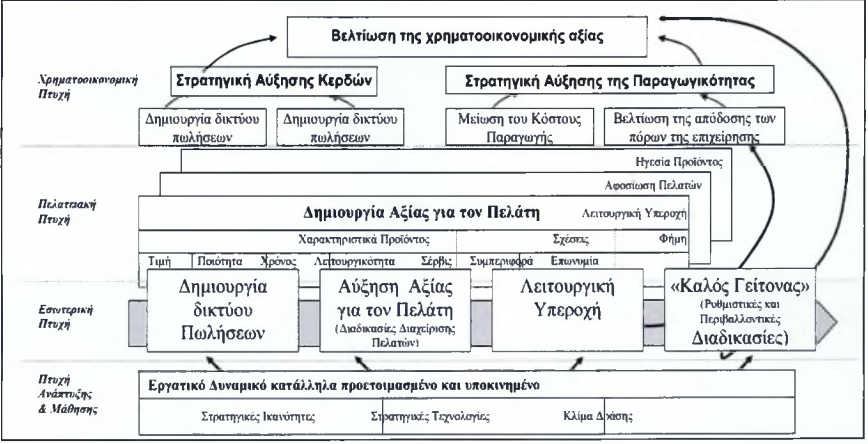 Βελτίωση της χρηματοοικονομικής αξίας
Χρηματοοικονομική
Πτυχή
Στρατηγική Αύξησης Κερδών
Στρατηγική Αύξησης της Παραγωγικότητας
Δημιουργία δικτύου
πωλήσεων
Δημιουργία δικτύου
πωλήσεων
Μείωση του Κόστους
Παραγωγής
Βελτίωση της απόδοσης των
πόρων της επιχείρησης
Ηγεσία Προϊόντος
Αφοσίωση Πελατών
Πελατειακή
Πτυχή
Δημιουργία Αξίας για τον Πελάτη
Λειτουργική Υπεροχή
Χαρακτηριστικά Προϊόντος
Σχέσεις
Φήμη
Τιμή
Ποιότητα
Χρόνος
Λειτουργικότητα
Σέρβις
Συμπεριφορά
Επωνυμία
Εσωτερική
Πτυχή
Δημιουργία
δικτύου
Πωλήσεων
Αύξηση Αξίας
για τον Πελάτη
(Διαδικασίες Διαχείρισης
Πελατών)
Λειτουργική
Υπεροχή
«Καλός Γείτονας»
(Ρυθμιστικές και
Περιβαλλοντικές
Διαδικασίες)
Πτυχή
Ανάπτυξης
& Μάθησης
Εργατικό Δυναμικό κατάλληλα προετοιμασμένο και υποκινημένο
Στρατηγικές Ικανότητες
Στρατηγικές Τεχνολογίες
Κλίμα Δράσης